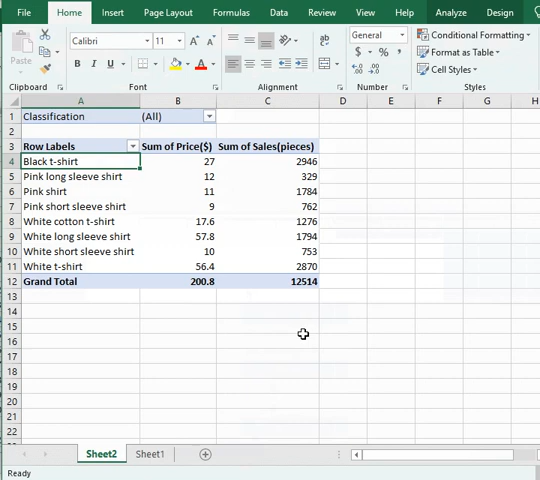 File Home Insert Page Layout Formulas Data Review View Help Analyze Design
Paste Calibri 11 A A B I U A ab General $ % , Conditional Formatting Format as Table Cell Styles
Clipboard Font Alignment Number Styles
A B C D E F G H
1 Classification (All)
2
3 Row Labels Sum of Price($) Sum of Sales(pieces)
4 Black t-shirt 27 2946
5 Pink long sleeve shirt 12 329
6 Pink shirt 11 1784
7 Pink short sleeve shirt 9 762
8 White cotton t-shirt 17.6 1276
9 White long sleeve shirt 57.8 1794
10 White short sleeve shirt 10 753
11 White t-shirt 56.4 2870
12 Grand Total 200.8 12514
13
14
15
16
17
18
19
20
21
22
Sheet2 Sheet1
Ready